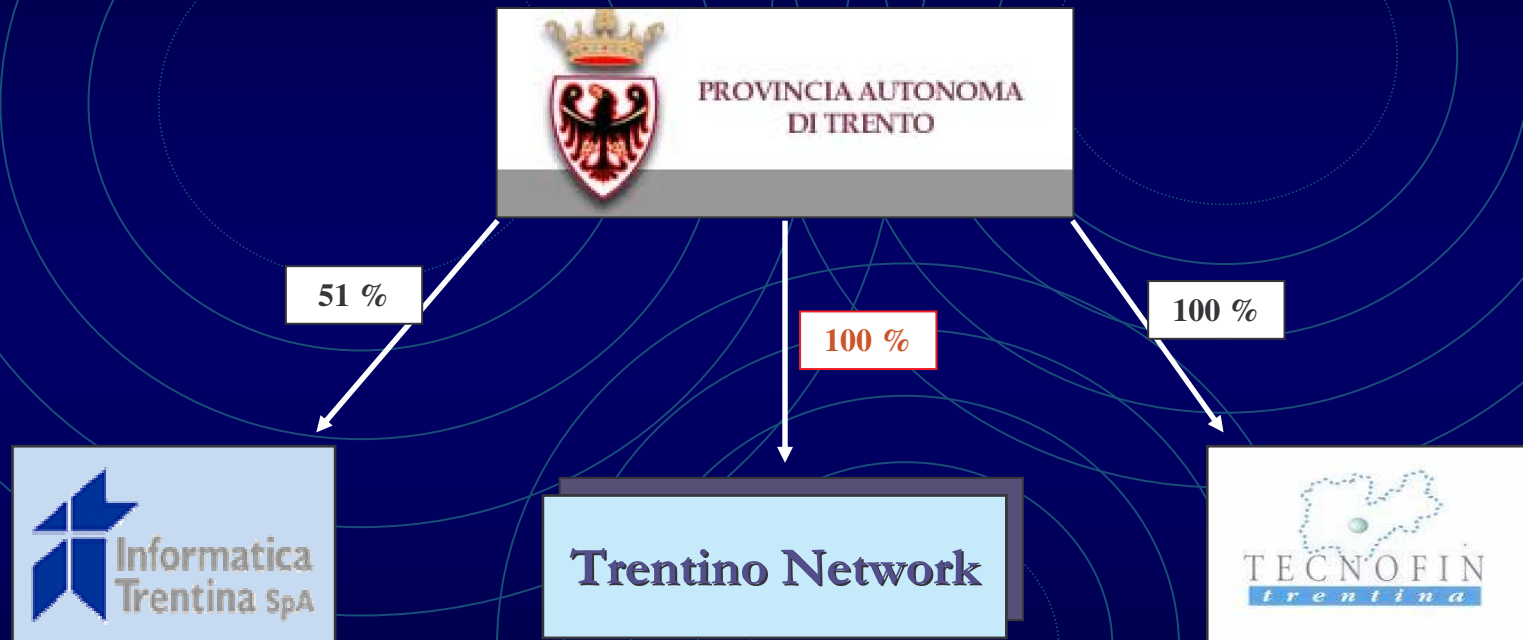 PROVINCIA AUTONOMA
DI TRENTO
51 %
100 %
100 %
Informatica
Trentina SpA
Trentino Network
TECNOFIN
trentina